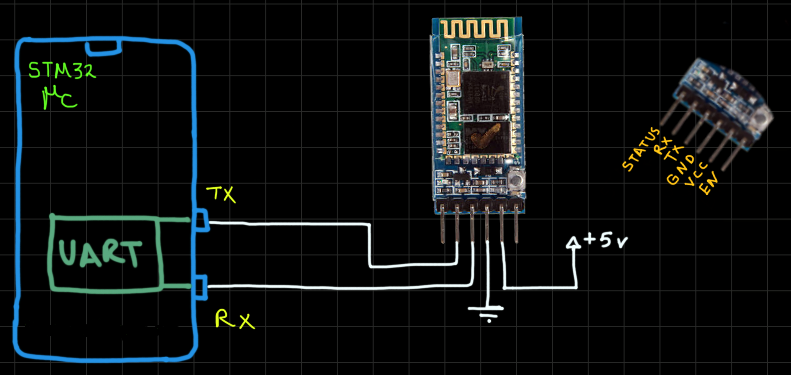 STM32
µC
TX
UART
RX
+5v
STATUS
RX
TX
GND
VCC
EN